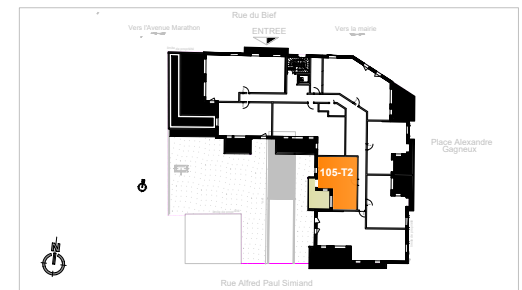 Rue du Bief
Vers l'Avenue Marathon
Vers la mairie
ENTREE
Place Alexandre
Gagneux
105-T2
N
Rue Alfred Paul Simiand